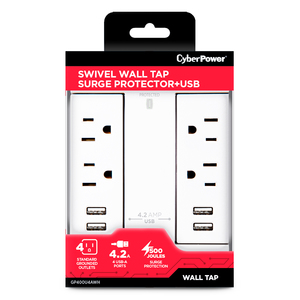 CyberPower
SWIVEL WALL TAP
SURGE PROTECTOR+USB
4.2 AMP
USB
4
STANDARD
GROUNDED
OUTLETS
4.2A
4 USB-A
PORTS
500
JOULES
SURGE
PROTECTION
WALL TAP